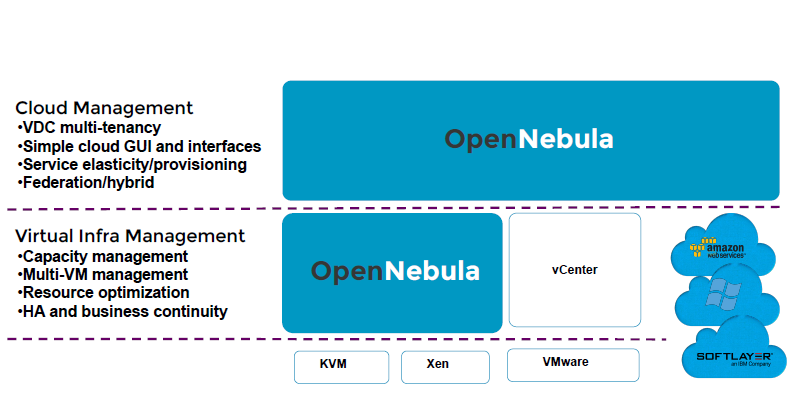 Cloud Management
•VDC multi-tenancy
•Simple cloud GUI and interfaces
•Service elasticity/provisioning
•Federation/hybrid
OpenNebula
Virtual Infra Management
•Capacity management
•Multi-VM management
•Resource optimization
•HA and business continuity
OpenNebula
vCenter
amazon
webservices™
SOFTLAYER®
an IBM Company
KVM
Xen
VMware